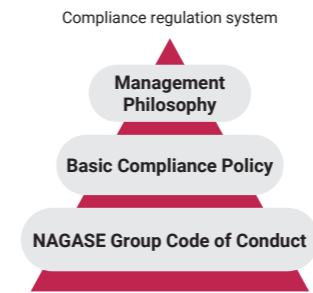 Compliance regulation system
Management
Philosophy
Basic Compliance Policy
NAGASE Group Code of Conduct